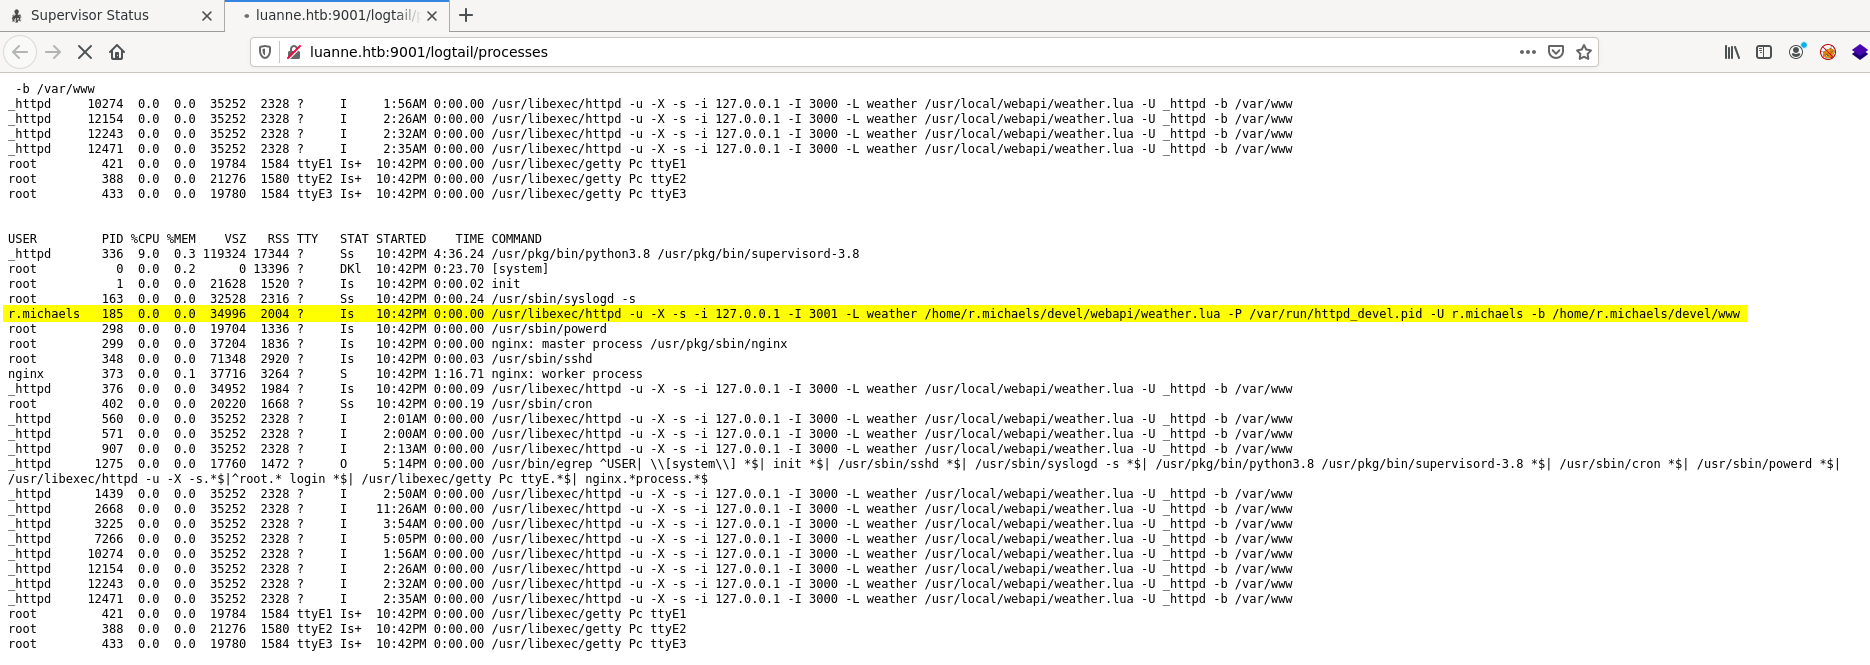 Supervisor Status
luanne.htb:9001/logtail/p
luanne.htb:9001/logtail/processes
-b /var/www
_httpd 10274 0.0 0.0 35252 2328 ? I 1:56AM 0:00.00 /usr/libexec/httpd -u -X -s -i 127.0.0.1 -I 3000 -L weather /usr/local/webapi/weather.lua -U _httpd -b /var/www
_httpd 12154 0.0 0.0 35252 2328 ? I 2:26AM 0:00.00 /usr/libexec/httpd -u -X -s -i 127.0.0.1 -I 3000 -L weather /usr/local/webapi/weather.lua -U _httpd -b /var/www
_httpd 12243 0.0 0.0 35252 2328 ? I 2:32AM 0:00.00 /usr/libexec/httpd -u -X -s -i 127.0.0.1 -I 3000 -L weather /usr/local/webapi/weather.lua -U _httpd -b /var/www
_httpd 12471 0.0 0.0 35252 2328 ? I 2:35AM 0:00.00 /usr/libexec/httpd -u -X -s -i 127.0.0.1 -I 3000 -L weather /usr/local/webapi/weather.lua -U _httpd -b /var/www
root 421 0.0 0.0 19784 1584 ttyE1 Is+ 10:42PM 0:00.00 /usr/libexec/getty Pc ttyE1
root 388 0.0 0.0 21276 1580 ttyE2 Is+ 10:42PM 0:00.00 /usr/libexec/getty Pc ttyE2
root 433 0.0 0.0 19780 1584 ttyE3 Is+ 10:42PM 0:00.00 /usr/libexec/getty Pc ttyE3
USER PID %CPU %MEM VSZ RSS TTY STAT STARTED TIME COMMAND
_httpd 336 9.0 0.3 119324 17344 ? Ss 10:42PM 4:36.24 /usr/pkg/bin/python3.8 /usr/pkg/bin/supervisord-3.8
root 0 0.0 0.2 0 13396 ? DKl 10:42PM 0:23.70 [system]
root 1 0.0 0.0 21628 1520 ? Is 10:42PM 0:00.02 init
root 163 0.0 0.0 32528 2316 ? Ss 10:42PM 0:00.24 /usr/sbin/syslogd -s
r.michaels 185 0.0 0.0 34996 2004 ? Is 10:42PM 0:00.00 /usr/libexec/httpd -u -X -s -i 127.0.0.1 -I 3001 -L weather /home/r.michaels/devel/webapi/weather.lua -P /var/run/httpd_devel.pid -U r.michaels -b /home/r.michaels/devel/www
root 298 0.0 0.0 19704 1336 ? Is 10:42PM 0:00.00 /usr/sbin/powerd
root 299 0.0 0.0 37204 1836 ? Is 10:42PM 0:00.00 nginx: master process /usr/pkg/sbin/nginx
root 348 0.0 0.0 71348 2920 ? Is 10:42PM 0:00.03 /usr/sbin/sshd
nginx 373 0.0 0.1 37716 3264 ? S 10:42PM 1:16.71 nginx: worker process
_httpd 376 0.0 0.0 34952 1984 ? Is 10:42PM 0:00.09 /usr/libexec/httpd -u -X -s -i 127.0.0.1 -I 3000 -L weather /usr/local/webapi/weather.lua -U _httpd -b /var/www
root 402 0.0 0.0 20220 1668 ? Ss 10:42PM 0:00.19 /usr/sbin/cron
_httpd 560 0.0 0.0 35252 2328 ? I 2:01AM 0:00.00 /usr/libexec/httpd -u -X -s -i 127.0.0.1 -I 3000 -L weather /usr/local/webapi/weather.lua -U _httpd -b /var/www
_httpd 571 0.0 0.0 35252 2328 ? I 2:00AM 0:00.00 /usr/libexec/httpd -u -X -s -i 127.0.0.1 -I 3000 -L weather /usr/local/webapi/weather.lua -U _httpd -b /var/www
_httpd 907 0.0 0.0 35252 2328 ? I 2:13AM 0:00.00 /usr/libexec/httpd -u -X -s -i 127.0.0.1 -I 3000 -L weather /usr/local/webapi/weather.lua -U _httpd -b /var/www
_httpd 1275 0.0 0.0 17760 1472 ? O 5:14PM 0:00.00 /usr/bin/egrep ^USER| \\[system\\] *$| init *$| /usr/sbin/sshd *$| /usr/sbin/syslogd -s *$| /usr/pkg/bin/python3.8 /usr/pkg/bin/supervisord-3.8 *$| /usr/sbin/cron *$| /usr/sbin/powerd *$|
/usr/libexec/httpd -u -X -s.*$|^root.* login *$| /usr/libexec/getty Pc ttyE.*$| nginx.*process.*$
_httpd 1439 0.0 0.0 35252 2328 ? I 2:50AM 0:00.00 /usr/libexec/httpd -u -X -s -i 127.0.0.1 -I 3000 -L weather /usr/local/webapi/weather.lua -U _httpd -b /var/www
_httpd 2668 0.0 0.0 35252 2328 ? I 11:26AM 0:00.00 /usr/libexec/httpd -u -X -s -i 127.0.0.1 -I 3000 -L weather /usr/local/webapi/weather.lua -U _httpd -b /var/www
_httpd 3225 0.0 0.0 35252 2328 ? I 3:54AM 0:00.00 /usr/libexec/httpd -u -X -s -i 127.0.0.1 -I 3000 -L weather /usr/local/webapi/weather.lua -U _httpd -b /var/www
_httpd 7266 0.0 0.0 35252 2328 ? I 5:05PM 0:00.00 /usr/libexec/httpd -u -X -s -i 127.0.0.1 -I 3000 -L weather /usr/local/webapi/weather.lua -U _httpd -b /var/www
_httpd 10274 0.0 0.0 35252 2328 ? I 1:56AM 0:00.00 /usr/libexec/httpd -u -X -s -i 127.0.0.1 -I 3000 -L weather /usr/local/webapi/weather.lua -U _httpd -b /var/www
_httpd 12154 0.0 0.0 35252 2328 ? I 2:26AM 0:00.00 /usr/libexec/httpd -u -X -s -i 127.0.0.1 -I 3000 -L weather /usr/local/webapi/weather.lua -U _httpd -b /var/www
_httpd 12243 0.0 0.0 35252 2328 ? I 2:32AM 0:00.00 /usr/libexec/httpd -u -X -s -i 127.0.0.1 -I 3000 -L weather /usr/local/webapi/weather.lua -U _httpd -b /var/www
_httpd 12471 0.0 0.0 35252 2328 ? I 2:35AM 0:00.00 /usr/libexec/httpd -u -X -s -i 127.0.0.1 -I 3000 -L weather /usr/local/webapi/weather.lua -U _httpd -b /var/www
root 421 0.0 0.0 19784 1584 ttyE1 Is+ 10:42PM 0:00.00 /usr/libexec/getty Pc ttyE1
root 388 0.0 0.0 21276 1580 ttyE2 Is+ 10:42PM 0:00.00 /usr/libexec/getty Pc ttyE2
root 433 0.0 0.0 19780 1584 ttyE3 Is+ 10:42PM 0:00.00 /usr/libexec/getty Pc ttyE3